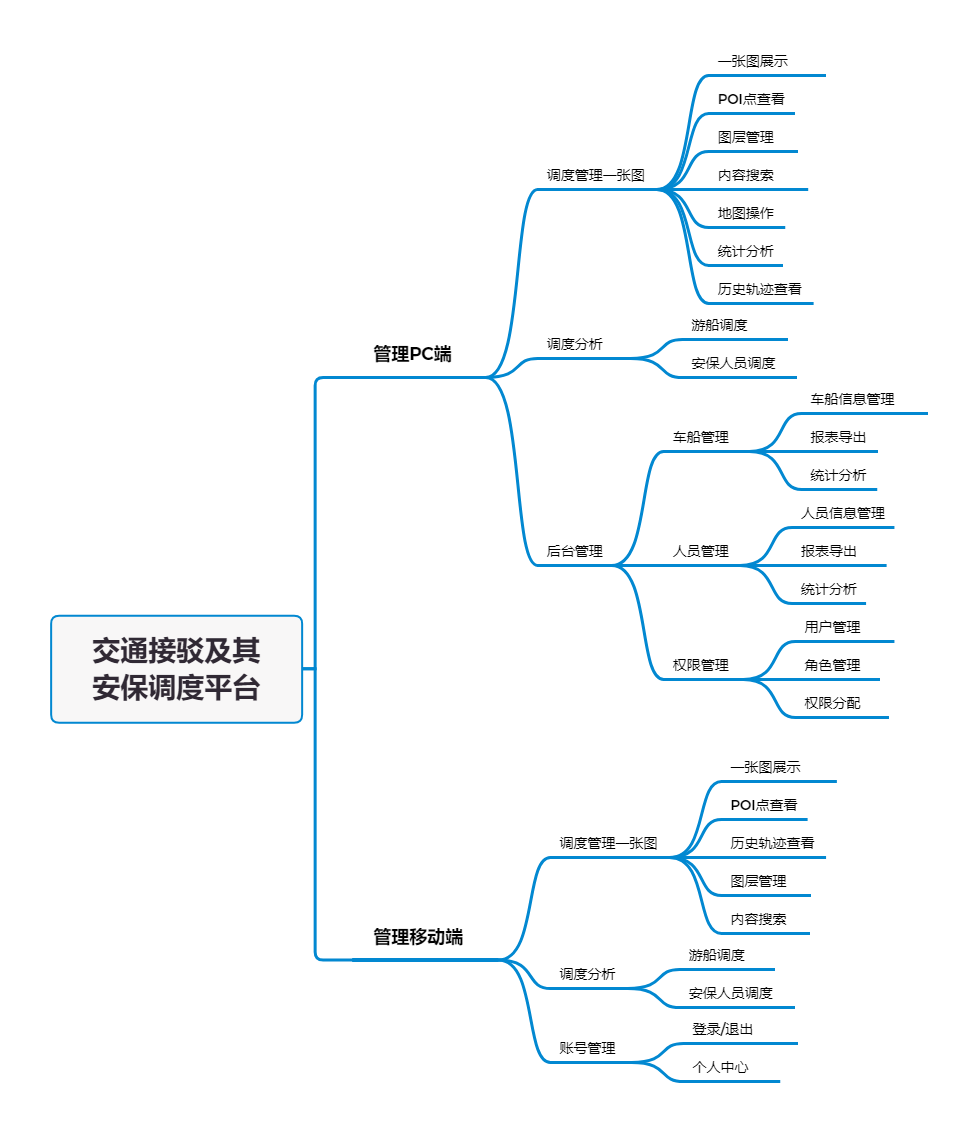 交通接驳及其
安保调度平台
管理PC端
调度管理一张图
一张图展示
POI点查看
图层管理
内容搜索
地图操作
统计分析
历史轨迹查看
调度分析
游船调度
安保人员调度
后台管理
车船管理
车船信息管理
报表导出
统计分析
人员管理
人员信息管理
报表导出
统计分析
权限管理
用户管理
角色管理
权限分配
管理移动端
调度管理一张图
一张图展示
POI点查看
历史轨迹查看
图层管理
内容搜索
调度分析
游船调度
安保人员调度
账号管理
登录/退出
个人中心